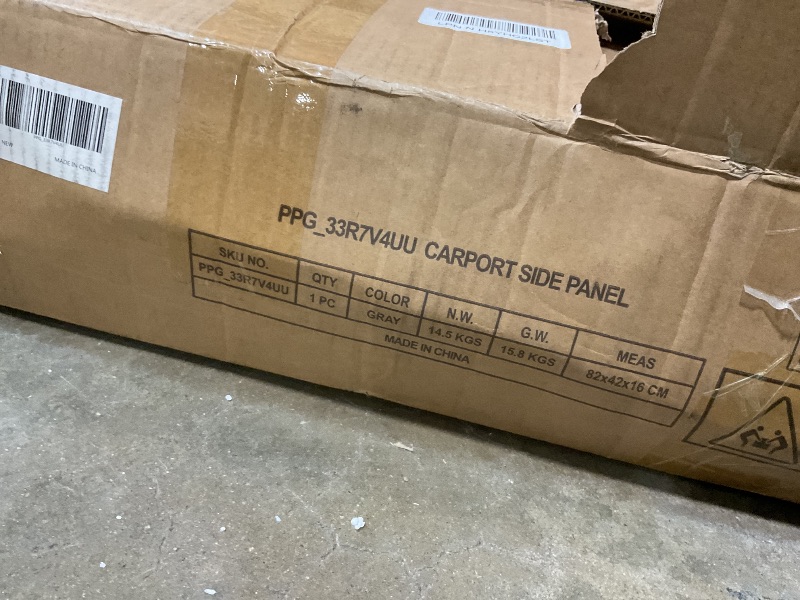 NEW
MADE IN CHINA
PPG_33R7V4UU CARPORT SIDE PANEL
SKU NO. QTY COLOR N.W. G.W. MEAS
PPG_33R7V4UU 1 PC GRAY 14.5 KGS 15.8 KGS 82x42x16 CM
MADE IN CHINA